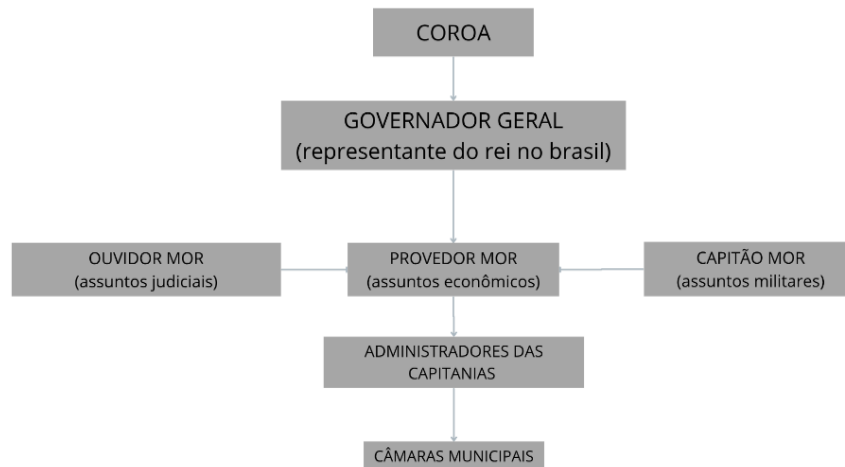 COROA
GOVERNADOR GERAL
(representante do rei no brasil)
OUVIDOR MOR
(assuntos judiciais)
PROVEDOR MOR
(assuntos econômicos)
CAPITÃO MOR
(assuntos militares)
ADMINISTRADORES DAS
CAPITANIAS
CÂMARAS MUNICIPAIS